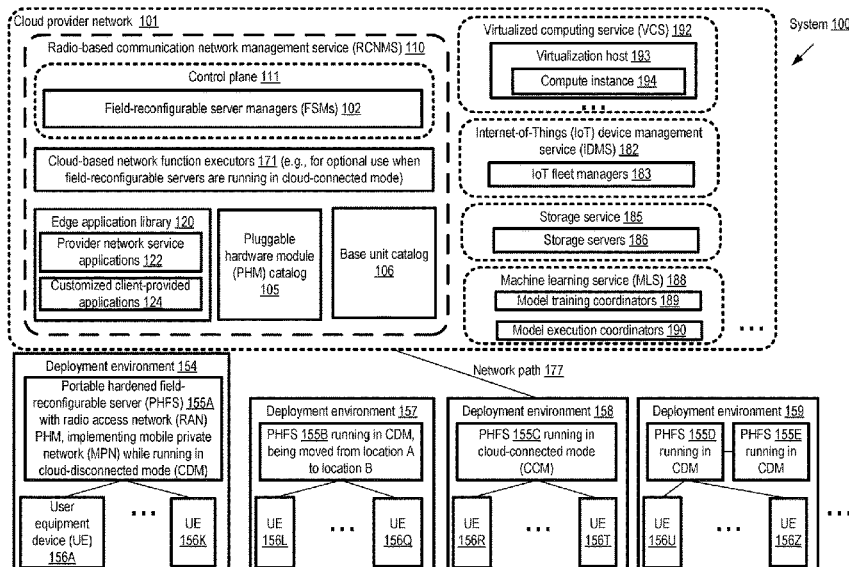 Cloud provider network 101
System 100
Radio-based communication network management service (RCNMS) 110
Control plane 111
Field-reconfigurable server managers (FSMs) 102
Cloud-based network function executors 171 (e.g., for optional use when
field-reconfigurable servers are running in cloud-connected mode)
Edge application library 120
Provider network service
applications 122
Customized client-provided
applications 124
Pluggable
hardware module
(PHM) catalog
105
Base unit catalog
106
Virtualized computing service (VCS) 192
Virtualization host 193
Compute instance 194
...
Internet-of-Things (IoT) device management
service (IDMS) 182
IoT fleet managers 183
Storage service 185
Storage servers 186
Machine learning service (MLS) 188
Model training coordinators 189
Model execution coordinators 190
...
Network path 177
Deployment environment 154
Portable hardened field-
reconfigurable server (PHFS) 155A
with radio access network (RAN)
PHM, implementing mobile private
network (MPN) while running in
cloud-disconnected mode (CDM)
User
equipment
device (UE)
156A
...
UE
156K
Deployment environment 157
PHFS 155B running in CDM,
being moved from location A
to location B
UE
156L
...
UE
156Q
Deployment environment 158
PHFS 155C running in
cloud-connected mode
(CCM)
UE
156R
...
UE
156T
Deployment environment 159
PHFS 155D
running in
CDM
PHFS 155E
running in
CDM
UE
156U
...
UE
156Z
...